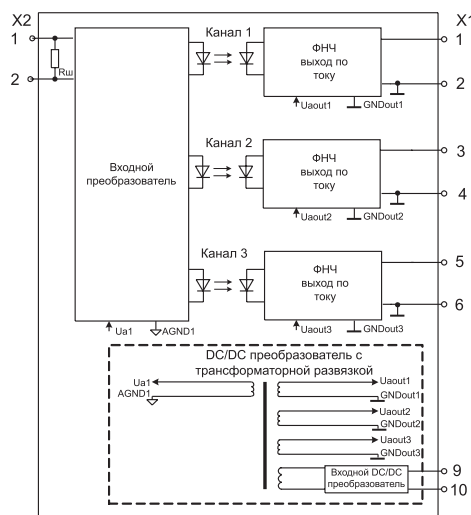 X2
X1
1
2
Rш
Канал 1
ФНЧ
выход по
току
1
2
Uaout1
GNDout1
Входной
преобразователь
Канал 2
ФНЧ
выход по
току
3
4
Uaout2
GNDout2
Канал 3
ФНЧ
выход по
току
5
6
Uaout3
GNDout3
Ua1
AGND1
DC/DC преобразователь с
трансформаторной развязкой
Ua1
AGND1
Uaout1
GNDout1
Uaout2
GNDout2
Uaout3
GNDout3
Входной DC/DC
преобразователь
9
10